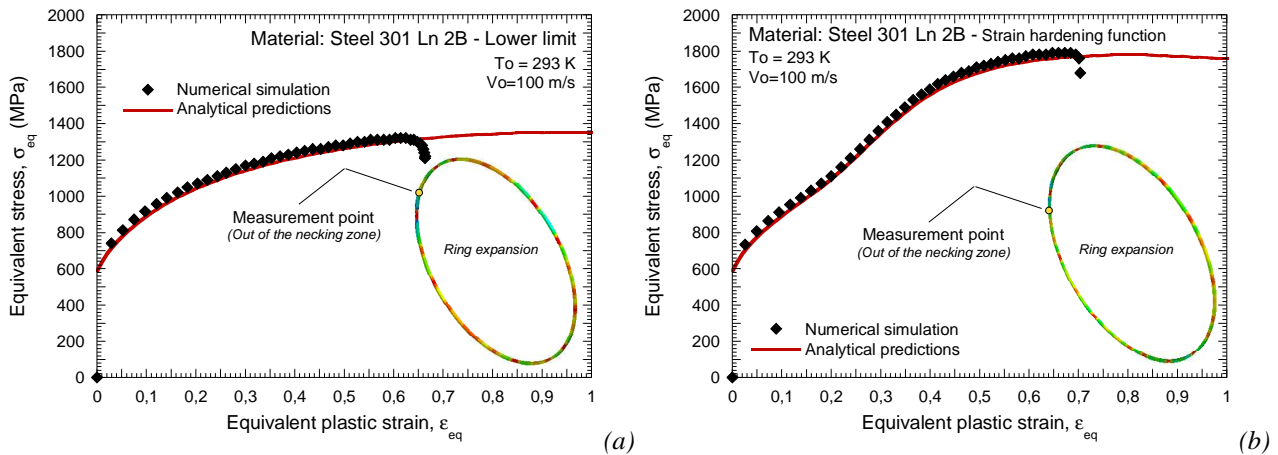 Material: Steel 301 Ln 2B - Lower limit
To = 293 K
Vo=100 m/s
Numerical simulation
Analytical predictions
Measurement point
(Out of the necking zone)
Ring expansion
Equivalent stress, σeq (MPa)
2000
1800
1600
1400
1200
1000
800
600
400
200
0
0 0,1 0,2 0,3 0,4 0,5 0,6 0,7 0,8 0,9 1
Equivalent plastic strain, εeq
(a)
Material: Steel 301 Ln 2B - Strain hardening function
To = 293 K
Vo=100 m/s
Measurement point
(Out of the necking zone)
Ring expansion
Numerical simulation
Analytical predictions
Equivalent stress, σeq (MPa)
2000
1800
1600
1400
1200
1000
800
600
400
200
0
0 0,1 0,2 0,3 0,4 0,5 0,6 0,7 0,8 0,9 1
Equivalent plastic strain, εeq
(b)